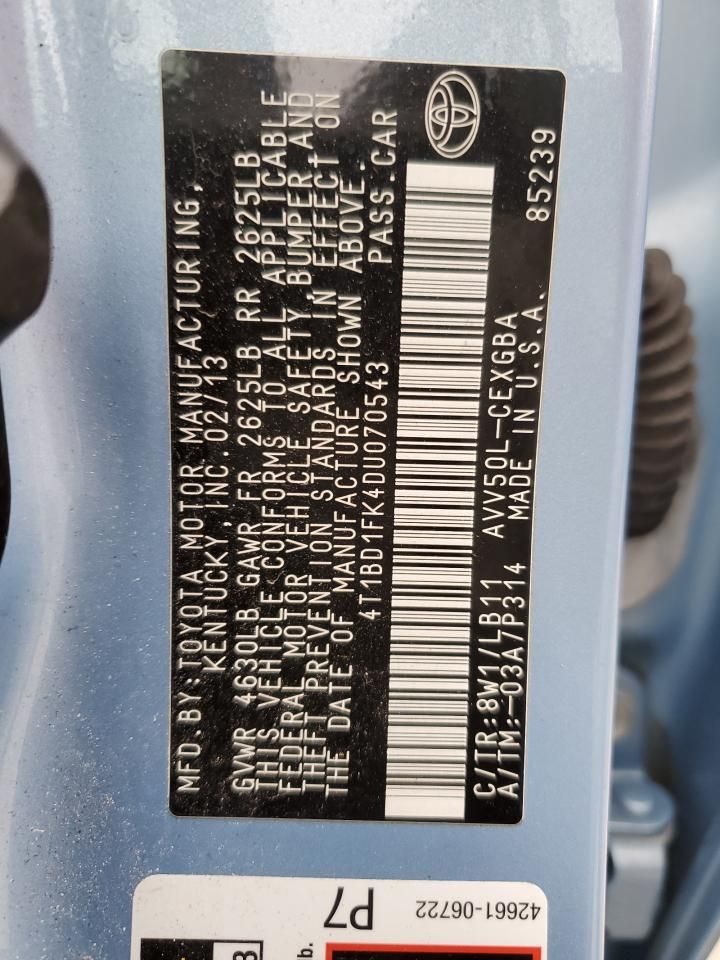 MFD.BY:TOYOTA MOTOR MANUFACTURING,
KENTUCKY,INC.02/13
GVWR 4630LB GAWR FR 2625LB RR 2625LB
THIS VEHICLE CONFORMS TO ALL APPLICABLE
FEDERAL MOTOR VEHICLE SAFETY,BUMPER,AND
THEFT PREVENTION STANDARDS IN EFFECT ON
THE DATE OF MANUFACTURE SHOWN ABOVE.
4T1BD1FK4DU070543 PASS.CAR
C/TR:8W1/LB11 AVV50L-CEXGBA
A/TM:-03A7P314 MADE IN U.S.A. 85239
P7
42661-06722
lb.